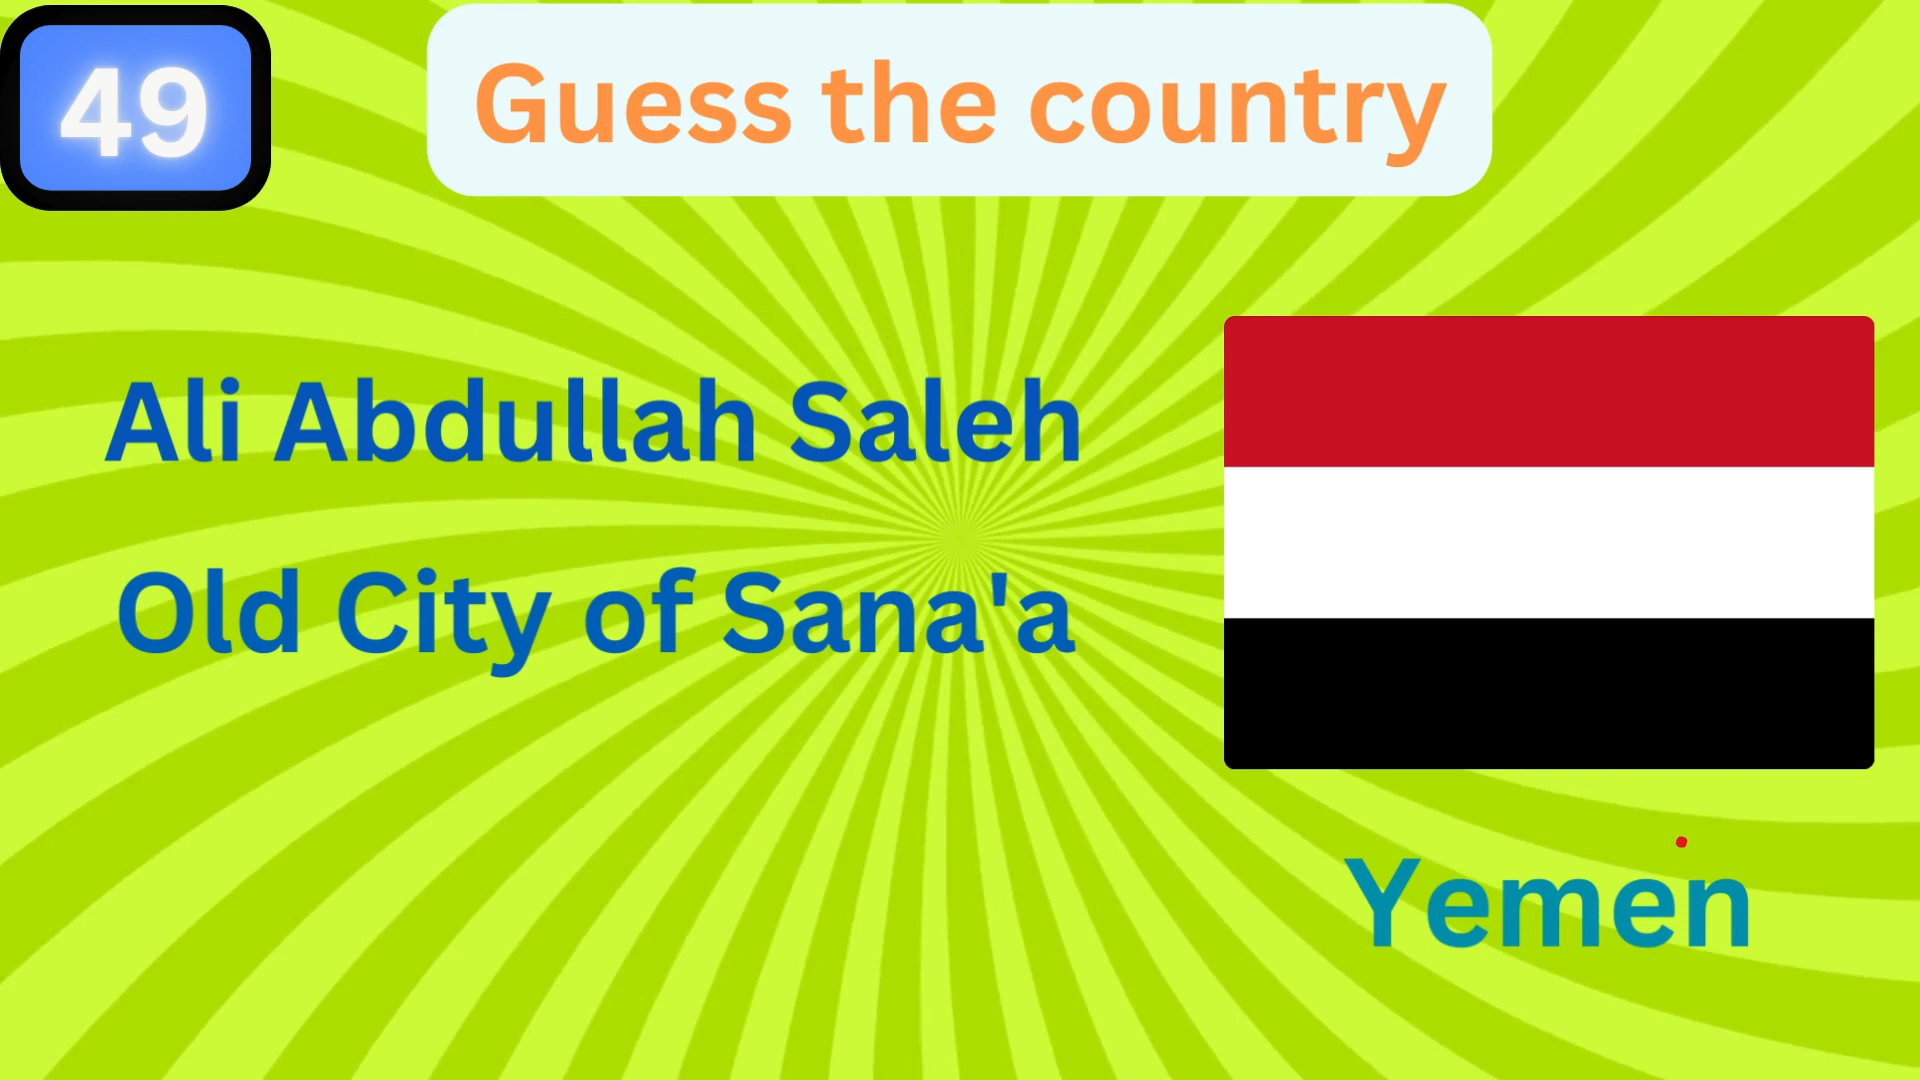 49
Guess the country
Ali Abdullah Saleh
Old City of Sana'a
Yemen